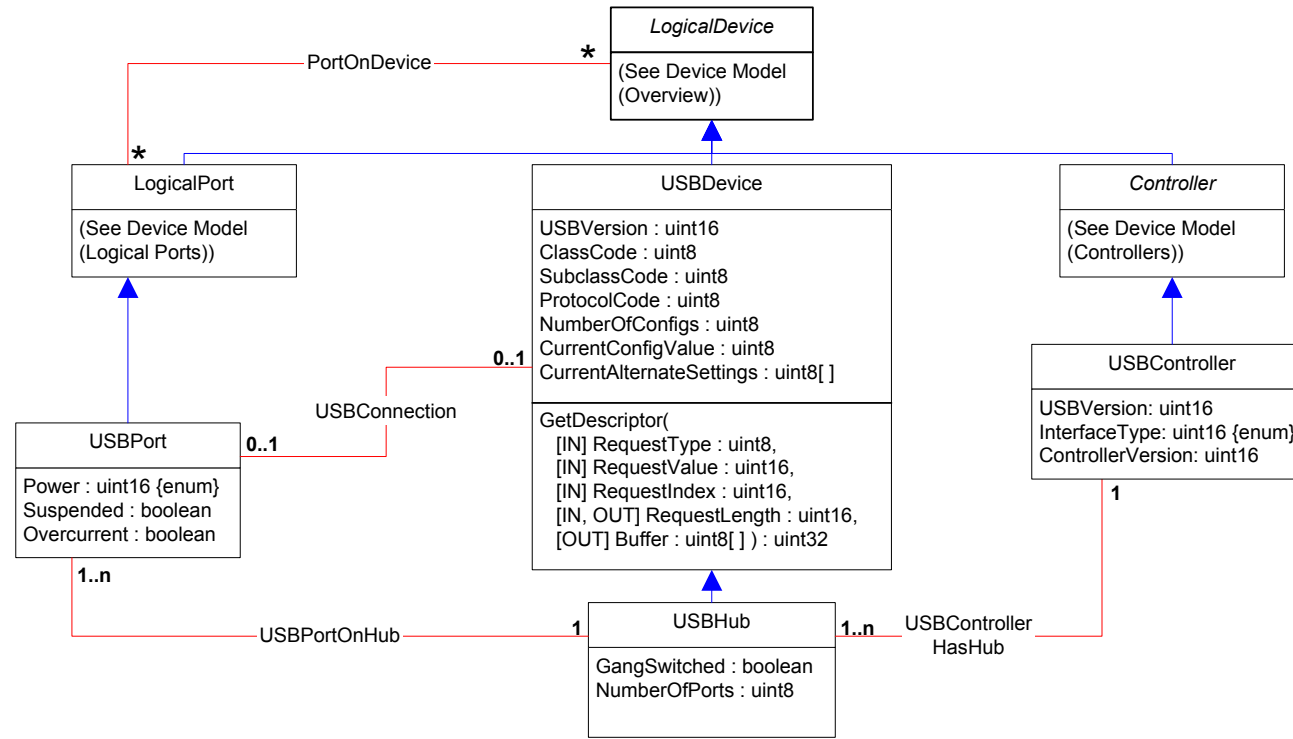 LogicalDevice
(See Device Model
(Overview))
PortOnDevice
*
*
LogicalPort
(See Device Model
(Logical Ports))
USBDevice
USBVersion : uint16
ClassCode : uint8
SubclassCode : uint8
ProtocolCode : uint8
NumberOfConfigs : uint8
CurrentConfigValue : uint8
CurrentAlternateSettings : uint8[ ]
GetDescriptor(
[IN] RequestType : uint8,
[IN] RequestValue : uint16,
[IN] RequestIndex : uint16,
[IN, OUT] RequestLength : uint16,
[OUT] Buffer : uint8[ ] ) : uint32
Controller
(See Device Model
(Controllers))
0..1
USBConnection
0..1
USBPort
Power : uint16 {enum}
Suspended : boolean
Overcurrent : boolean
USBController
USBVersion: uint16
InterfaceType: uint16 {enum}
ControllerVersion: uint16
1
1..n
USBPortOnHub
1
USBHub
GangSwitched : boolean
NumberOfPorts : uint8
1..n
USBController
HasHub